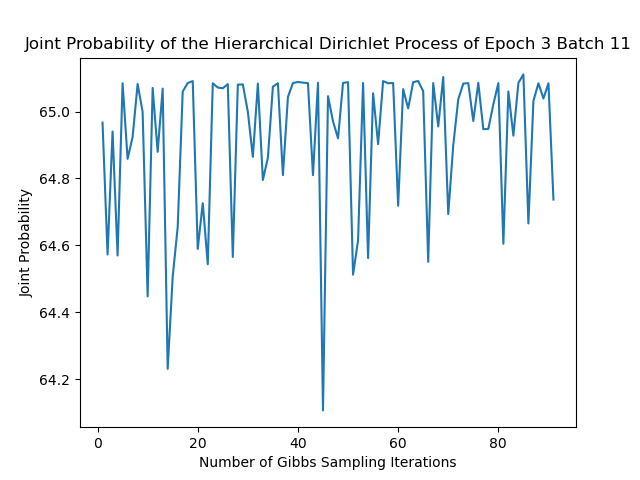 Joint Probability of the Hierarchical Dirichlet Process of Epoch 3 Batch 11
65.0
64.8
64.6
64.4
64.2
Joint Probability
0 20 40 60 80
Number of Gibbs Sampling Iterations